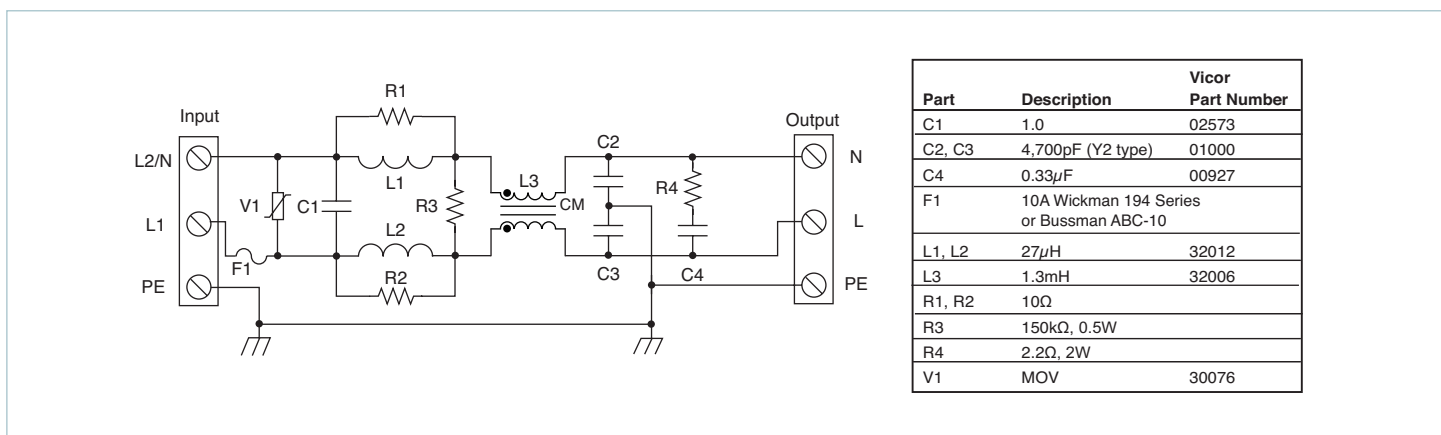 Input
L2/N
L1
PE
V1
C1
F1
R1
L1
R3
L2
R2
L3
CM
C2
R4
C3
C4
Output
N
L
PE
Vicor
Part Description Part Number
C1 1.0 02573
C2, C3 4,700pF (Y2 type) 01000
C4 0.33µF 00927
F1 10A Wickman 194 Series
or Bussman ABC-10
L1, L2 27µH 32012
L3 1.3mH 32006
R1, R2 10Ω
R3 150kΩ, 0.5W
R4 2.2Ω, 2W
V1 MOV 30076